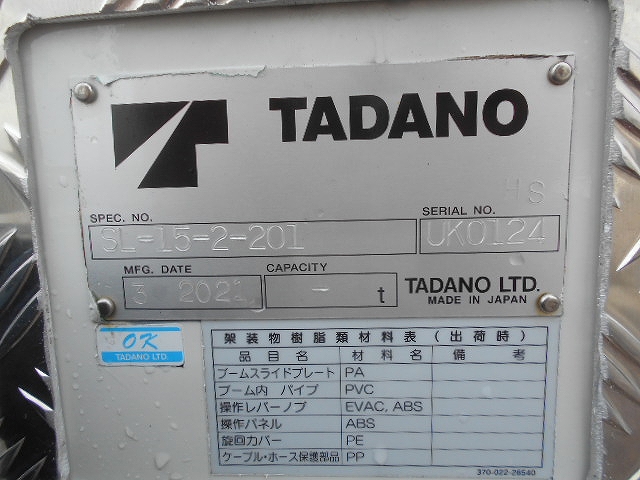 TADANO
HS
SPEC. NO. SERIAL NO.
SL-15-2-201 UK0124
MFG. DATE CAPACITY
3 2021 - t
TADANO LTD.
MADE IN JAPAN
OK
TADANO LTD
架装物樹脂類材料表(出荷時)
品目名 材料名 備考
ブームスライドプレート PA
ブーム内 パイプ PVC
操作レバーノブ EVAC, ABS
操作パネル ABS
旋回カバー PE
ケーブル・ホース保護部品 PP
370-022-26540